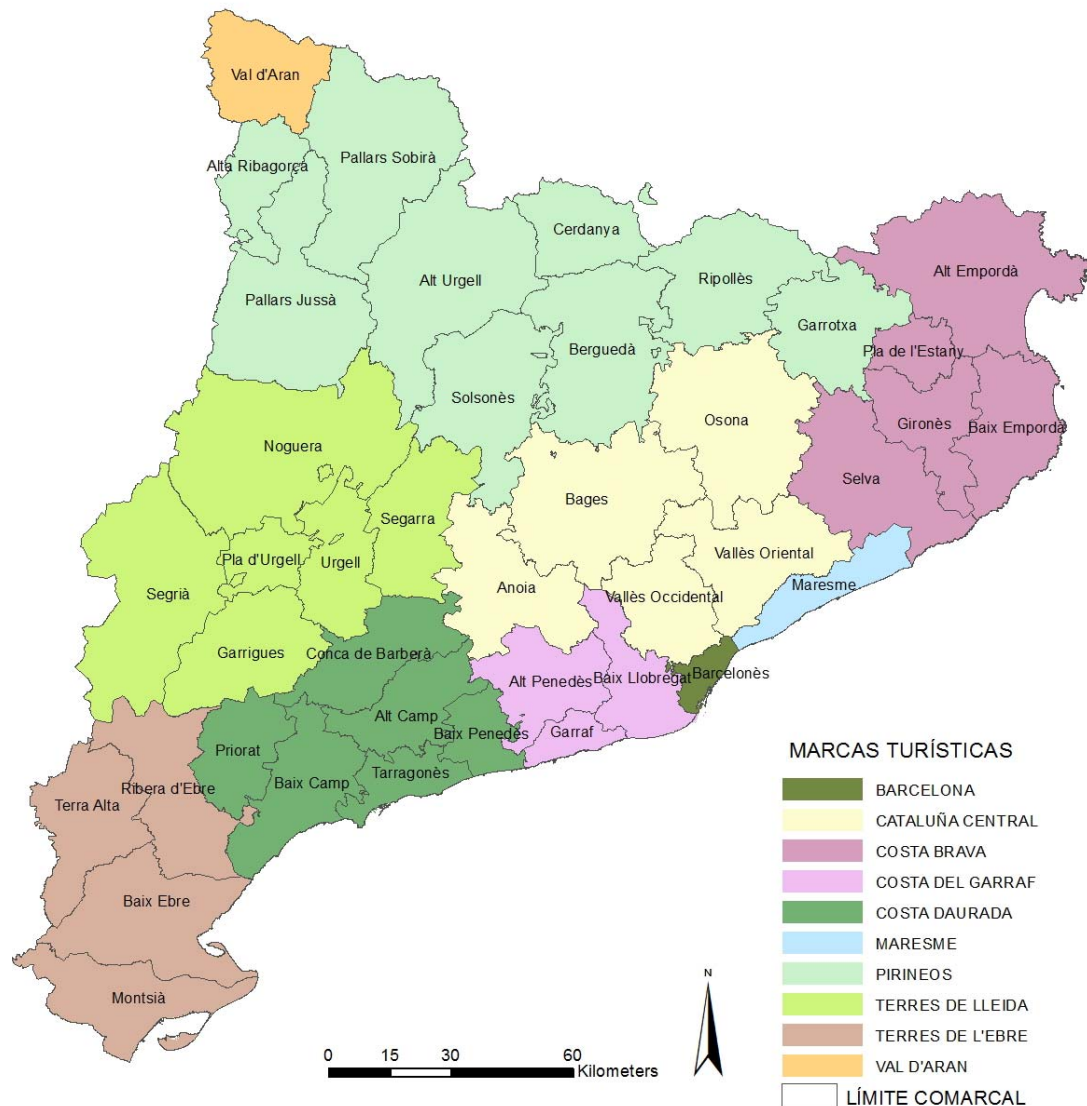 Val d'Aran
Alta Ribagorça
Pallars Sobirà
Cerdanya
Alt Urgell
Ripollès
Alt Empordà
Pallars Jussà
Garrotxa
Berguedà
Pla de l'Estany
Solsonès
Osona
Gironès
Baix Empordà
Noguera
Selva
Bages
Segarra
Pla d'Urgell
Urgell
Vallès Oriental
Maresme
Anoia
Vallès Occidental
Segrià
Garrigues
Conca de Barberà
Alt Penedès
Baix Llobregat
Barcelonès
Alt Camp
Baix Penedès
Garraf
Priorat
Baix Camp
Tarragonès
Ribera d'Ebre
Terra Alta
Baix Ebre
Montsià
MARCAS TURÍSTICAS
BARCELONA
CATALUÑA CENTRAL
COSTA BRAVA
COSTA DEL GARRAF
COSTA DAURADA
MARESME
PIRINEOS
TERRES DE LLEIDA
TERRES DE L'EBRE
VAL D'ARAN
LÍMITE COMARCAL
N
0 15 30 60
Kilometers